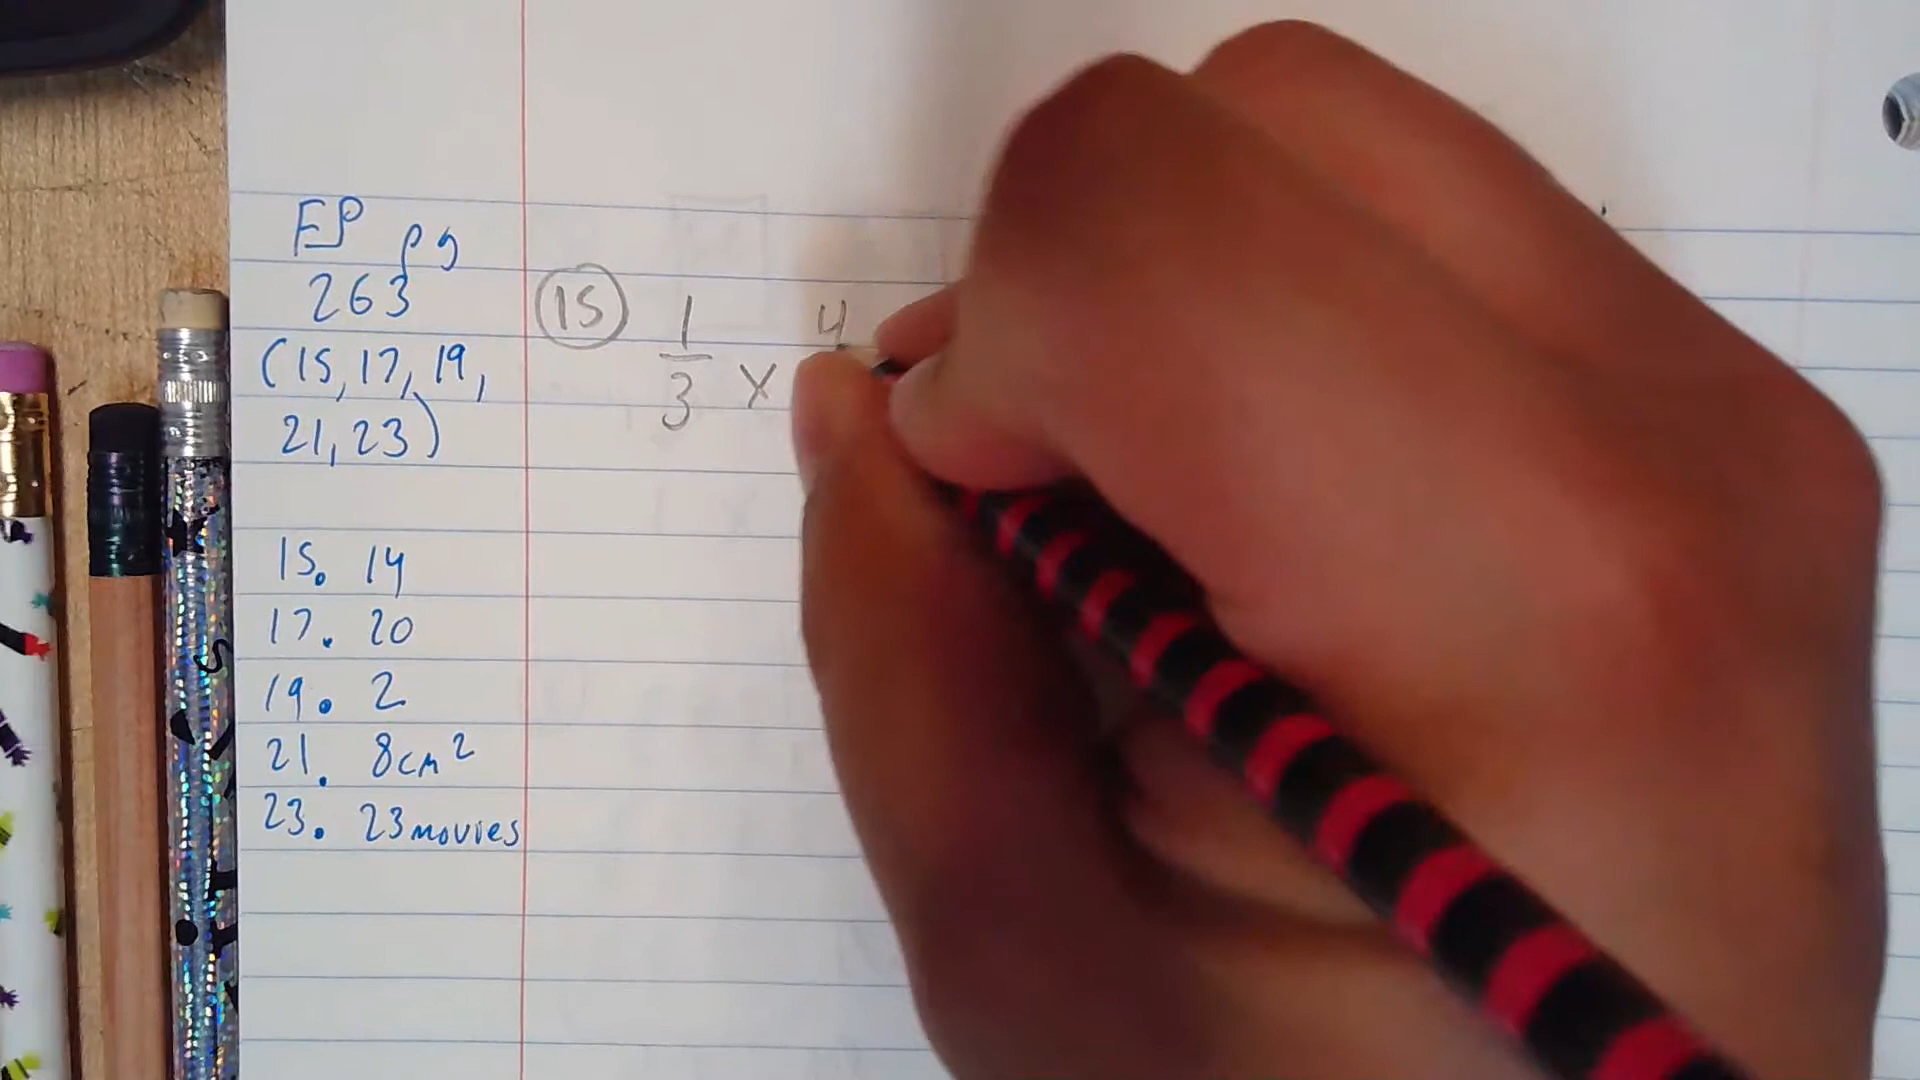 EP pg
263
(15, 17, 19,
21, 23)
15. 14
17. 20
19. 2
21. 8cm²
23. 23 movies
15 1/3 x 4